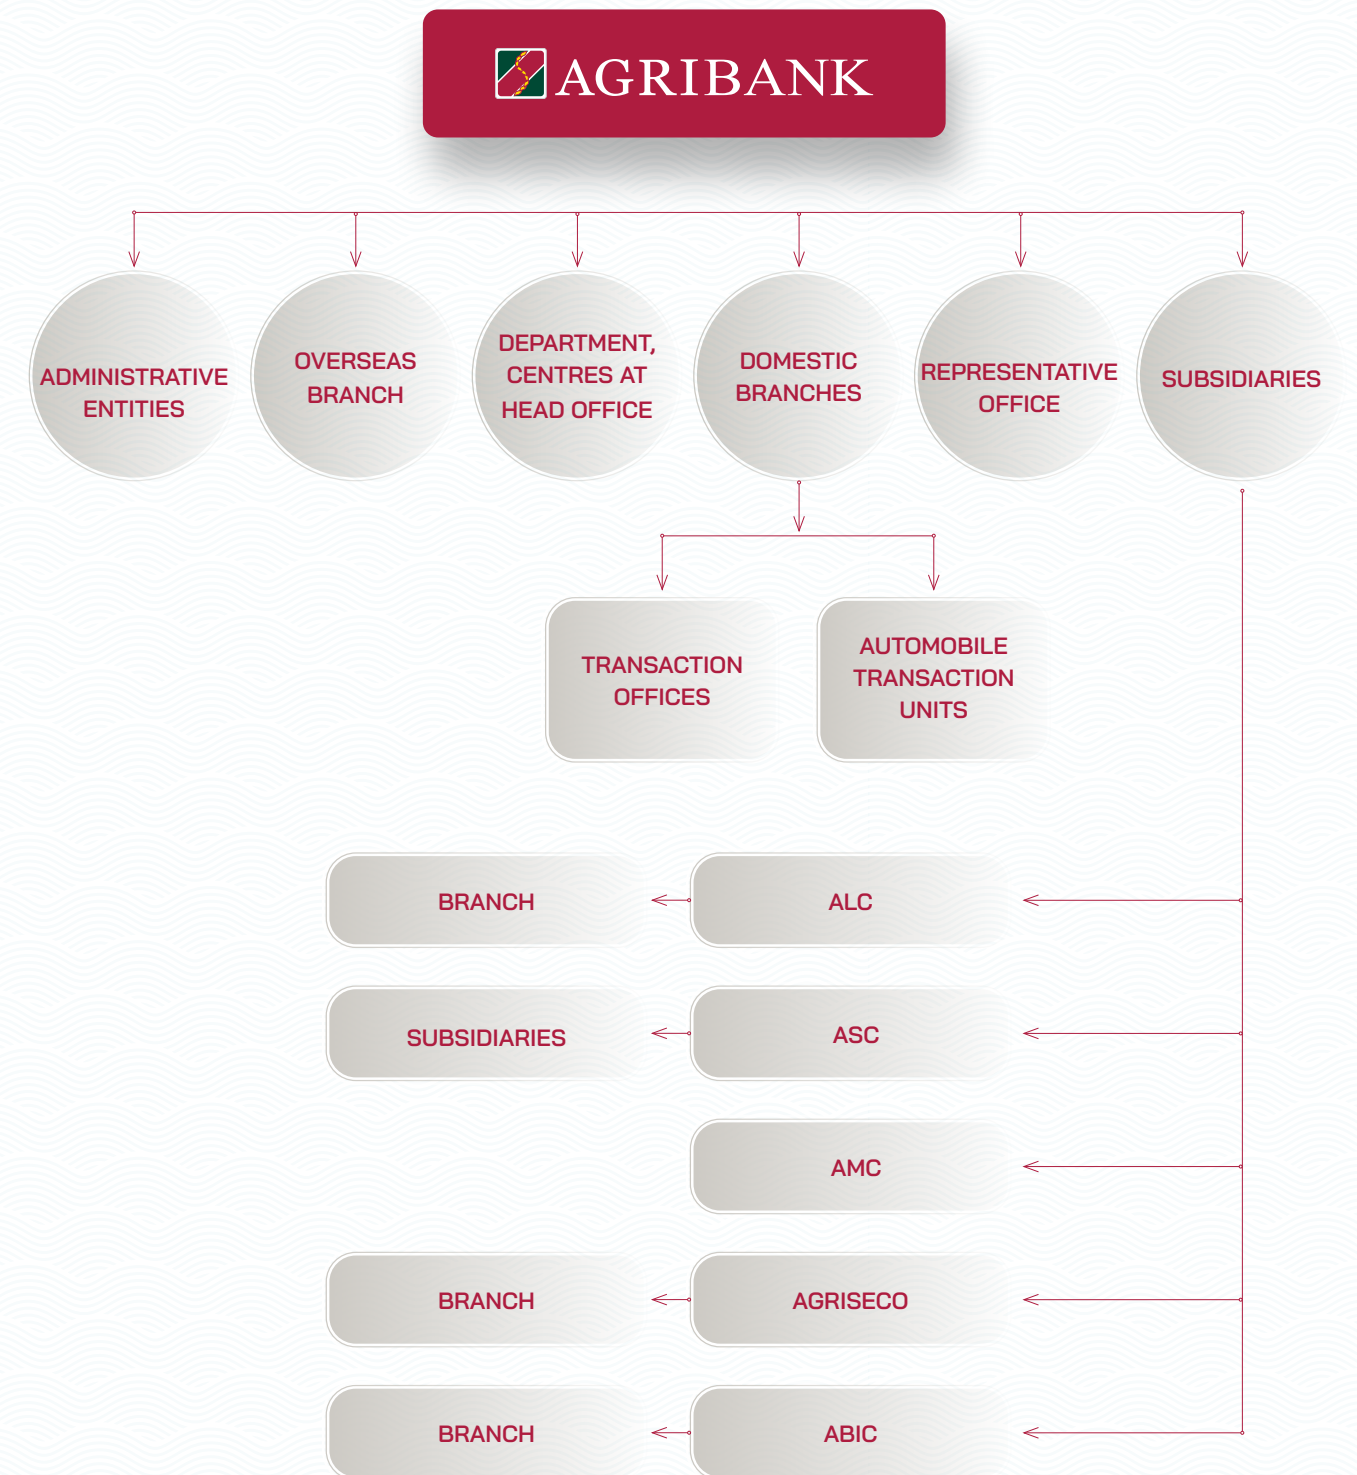 AGRIBANK
ADMINISTRATIVE
ENTITIES
OVERSEAS
BRANCH
DEPARTMENT,
CENTRES AT
HEAD OFFICE
DOMESTIC
BRANCHES
REPRESENTATIVE
OFFICE
SUBSIDIARIES
TRANSACTION
OFFICES
AUTOMOBILE
TRANSACTION
UNITS
BRANCH
ALC
SUBSIDIARIES
ASC
AMC
BRANCH
AGRISECO
BRANCH
ABIC